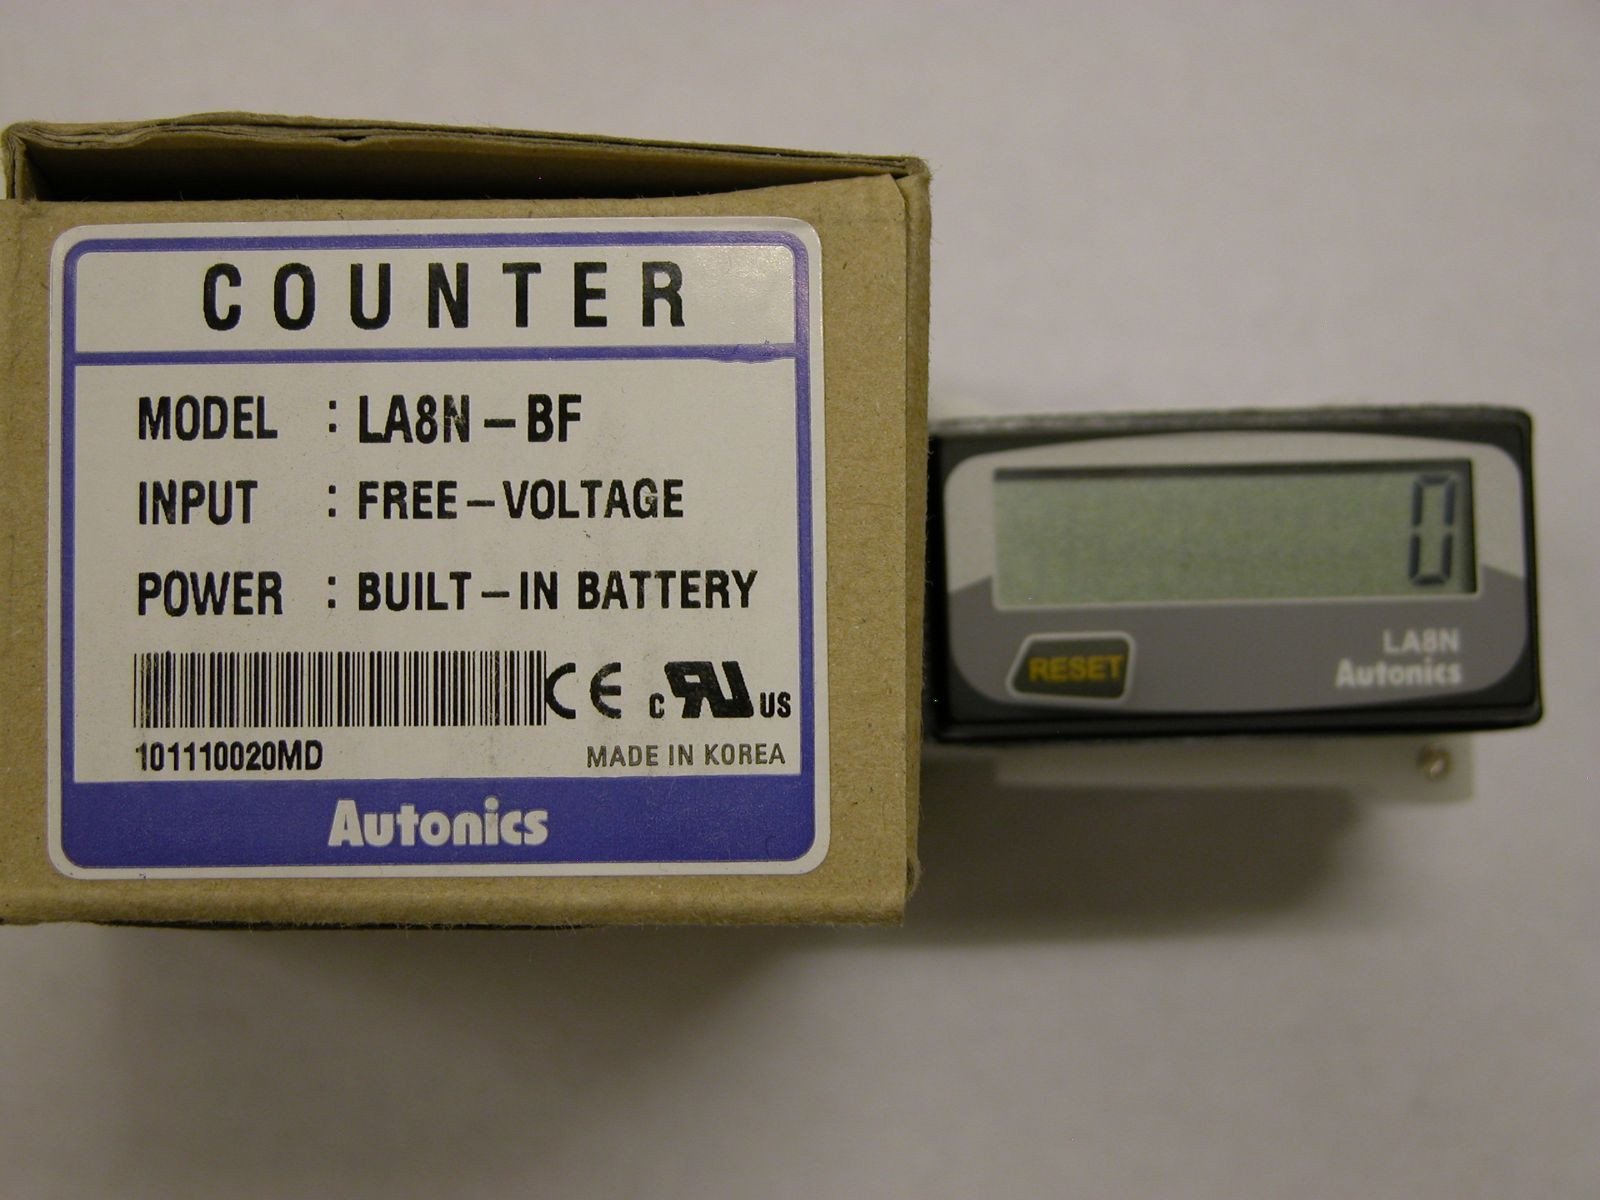 COUNTER
MODEL : LA8N-BF
INPUT : FREE-VOLTAGE
POWER : BUILT-IN BATTERY
CE c RU US
101110020MD
MADE IN KOREA
Autonics
0
LA8N
RESET
Autonics